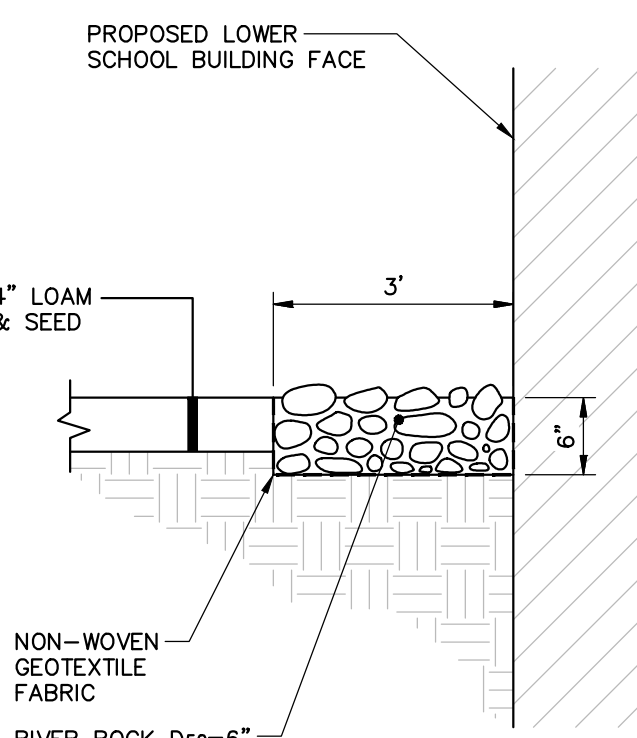 PROPOSED LOWER
SCHOOL BUILDING FACE
3'
4" LOAM
& SEED
6"
NON-WOVEN
GEOTEXTILE
FABRIC
RIVER ROCK D50=6"